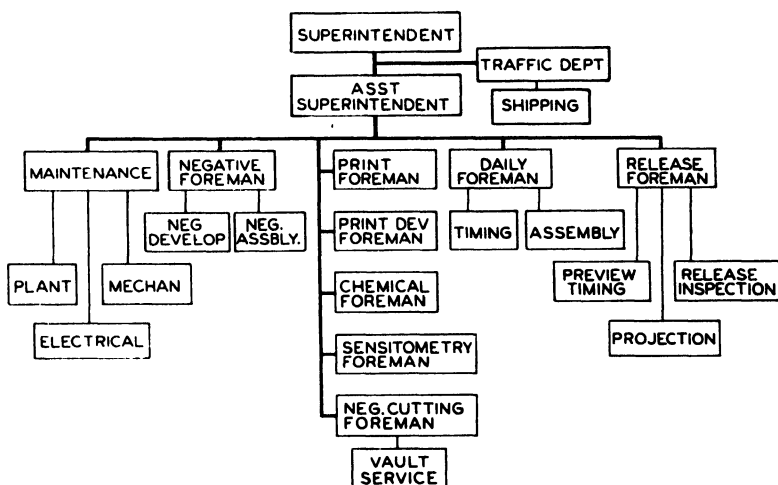 SUPERINTENDENT
TRAFFIC DEPT
ASST
SUPERINTENDENT
SHIPPING
MAINTENANCE
NEGATIVE
FOREMAN
PRINT
FOREMAN
DAILY
FOREMAN
RELEASE
FOREMAN
NEG
DEVELOP
NEG.
ASSBLY.
PRINT DEV
FOREMAN
TIMING
ASSEMBLY
PLANT
MECHAN
CHEMICAL
FOREMAN
PREVIEW
TIMING
RELEASE
INSPECTION
ELECTRICAL
SENSITOMETRY
FOREMAN
PROJECTION
NEG. CUTTING
FOREMAN
VAULT
SERVICE